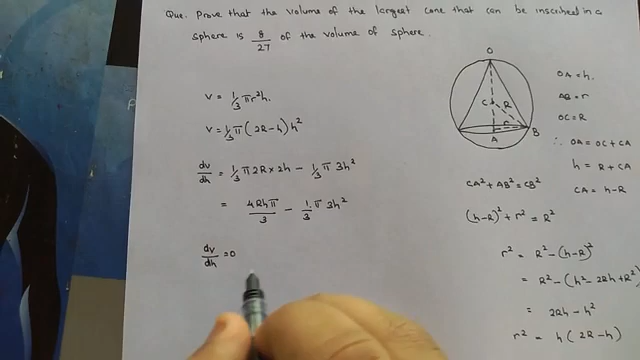 Que. Prove that the volume of the largest cone that can be inscribed in a
sphere is 8/27 of the volume of sphere.
V = 1/3 πr²h.
V = 1/3 π(2R-h)h²
dv/dh = 1/3 π2R×2h - 1/3 π 3h²
= 4Rhπ/3 - 1/3 π 3h²
dv/dh = 0
O
C
R
r
A
B
CA² + AB² = CB²
(h-R)² + r² = R²
OA = h.
AB = r
OC = R
∴ OA = OC + CA
h = R + CA
CA = h-R
r² = R² - (h-R)²
= R² - (h² - 2Rh + R²)
= 2Rh - h²
r² = h(2R-h)